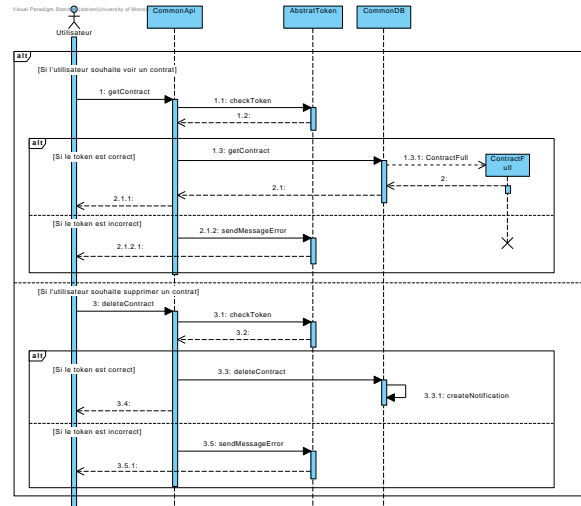 Visual Paradigm Standard(adrien(University of Mons
Utilisateur
CommonApi
AbstratToken
CommonDB
alt
[Si l'utilisateur souhaite voir un contrat]
1: getContract
1.1: checkToken
1.2:
alt
[Si le token est correct]
1.3: getContract
1.3.1: ContractFull
ContractF
ull
2:
2.1:
2.1.1:
[Si le token est incorrect]
2.1.2: sendMessageError
2.1.2.1:
[Si l'utilisateur souhaite supprimer un contrat]
3: deleteContract
3.1: checkToken
3.2:
alt
[Si le token est correct]
3.3: deleteContract
3.3.1: createNotification
3.4:
[Si le token est incorrect]
3.5: sendMessageError
3.5.1: